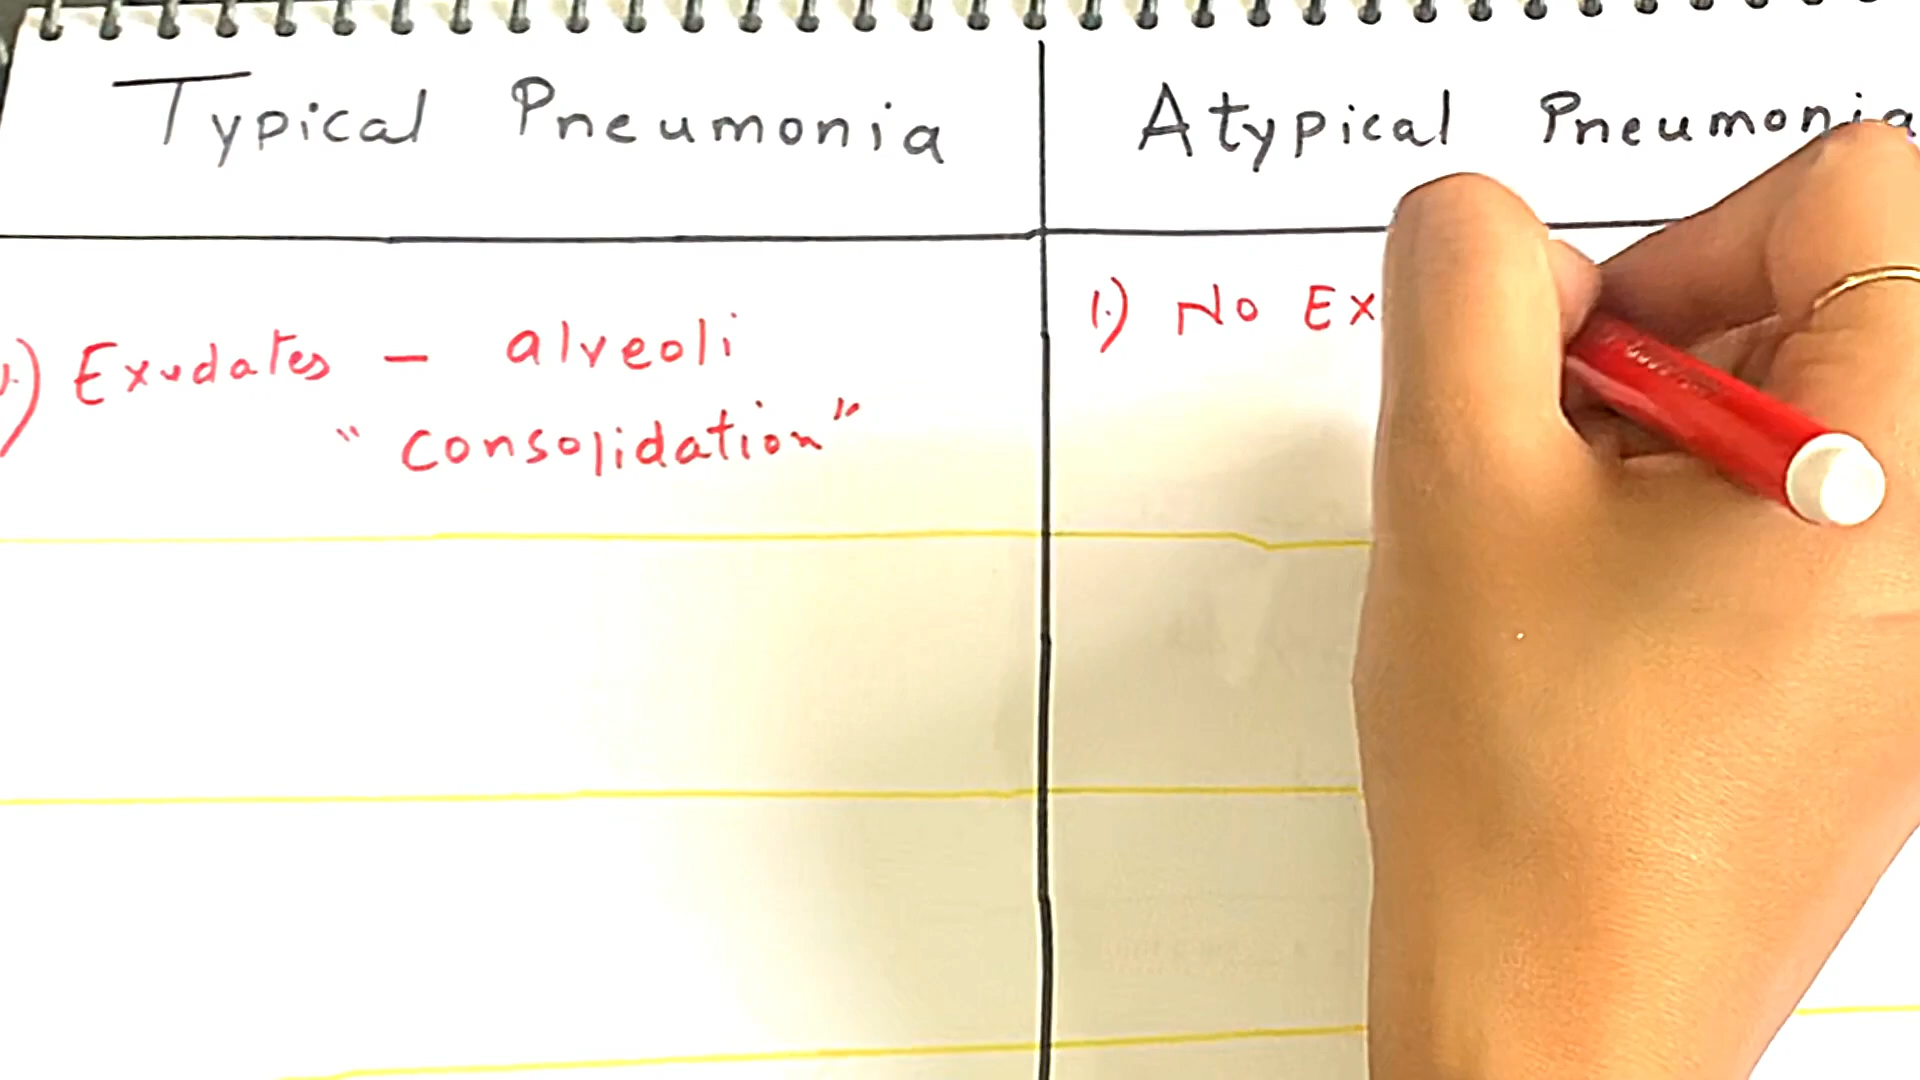 Typical Pneumonia
Atypical Pneumonia
1.) Exudates - alveoli
"consolidation"
1.) No Ex